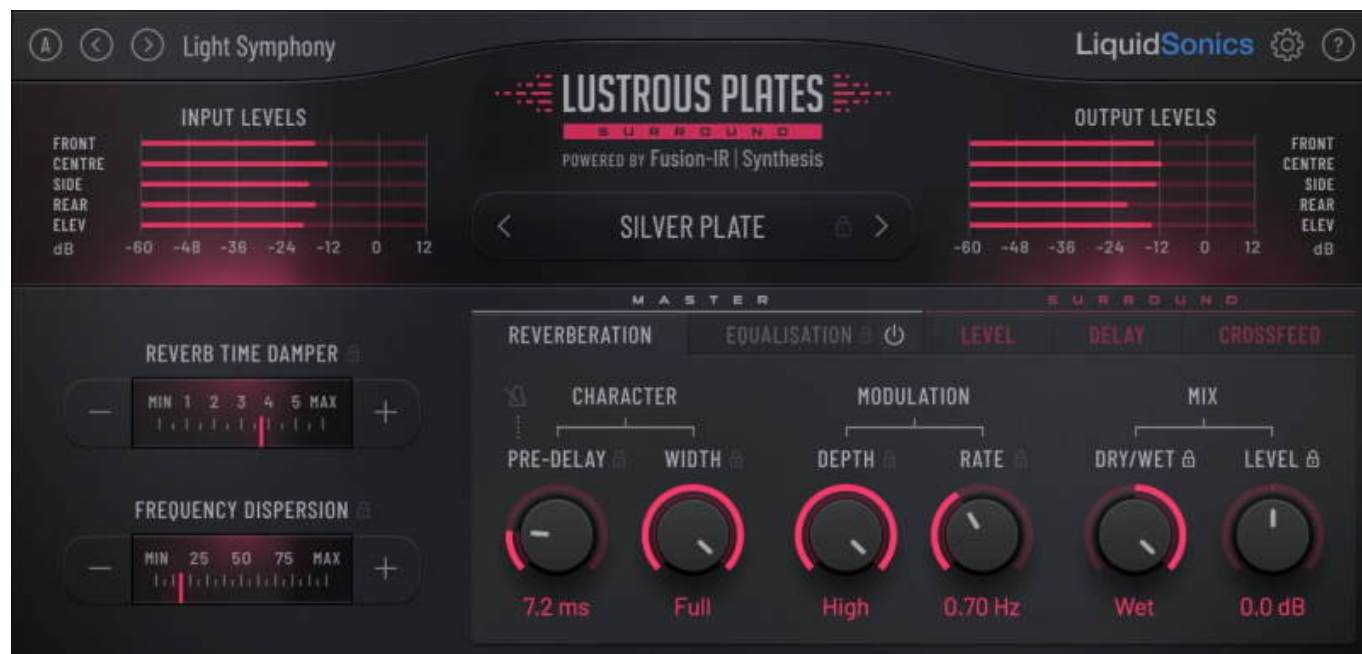 A Light Symphony
LiquidSonics ?
LUSTROUS PLATES
SURROUND
POWERED BY Fusion-IR | Synthesis
INPUT LEVELS
FRONT
CENTRE
SIDE
REAR
ELEV
dB -60 -48 -36 -24 -12 0 12
SILVER PLATE
OUTPUT LEVELS
FRONT
CENTRE
SIDE
REAR
ELEV
-60 -48 -36 -24 -12 0 12 dB
REVERB TIME DAMPER
MIN 1 2 3 4 5 MAX
FREQUENCY DISPERSION
MIN 25 50 75 MAX
MASTER SURROUND
REVERBERATION EQUALISATION LEVEL DELAY CROSSFEED
CHARACTER MODULATION MIX
PRE-DELAY WIDTH DEPTH RATE DRY/WET LEVEL
7.2 ms Full High 0.70 Hz Wet 0.0 dB